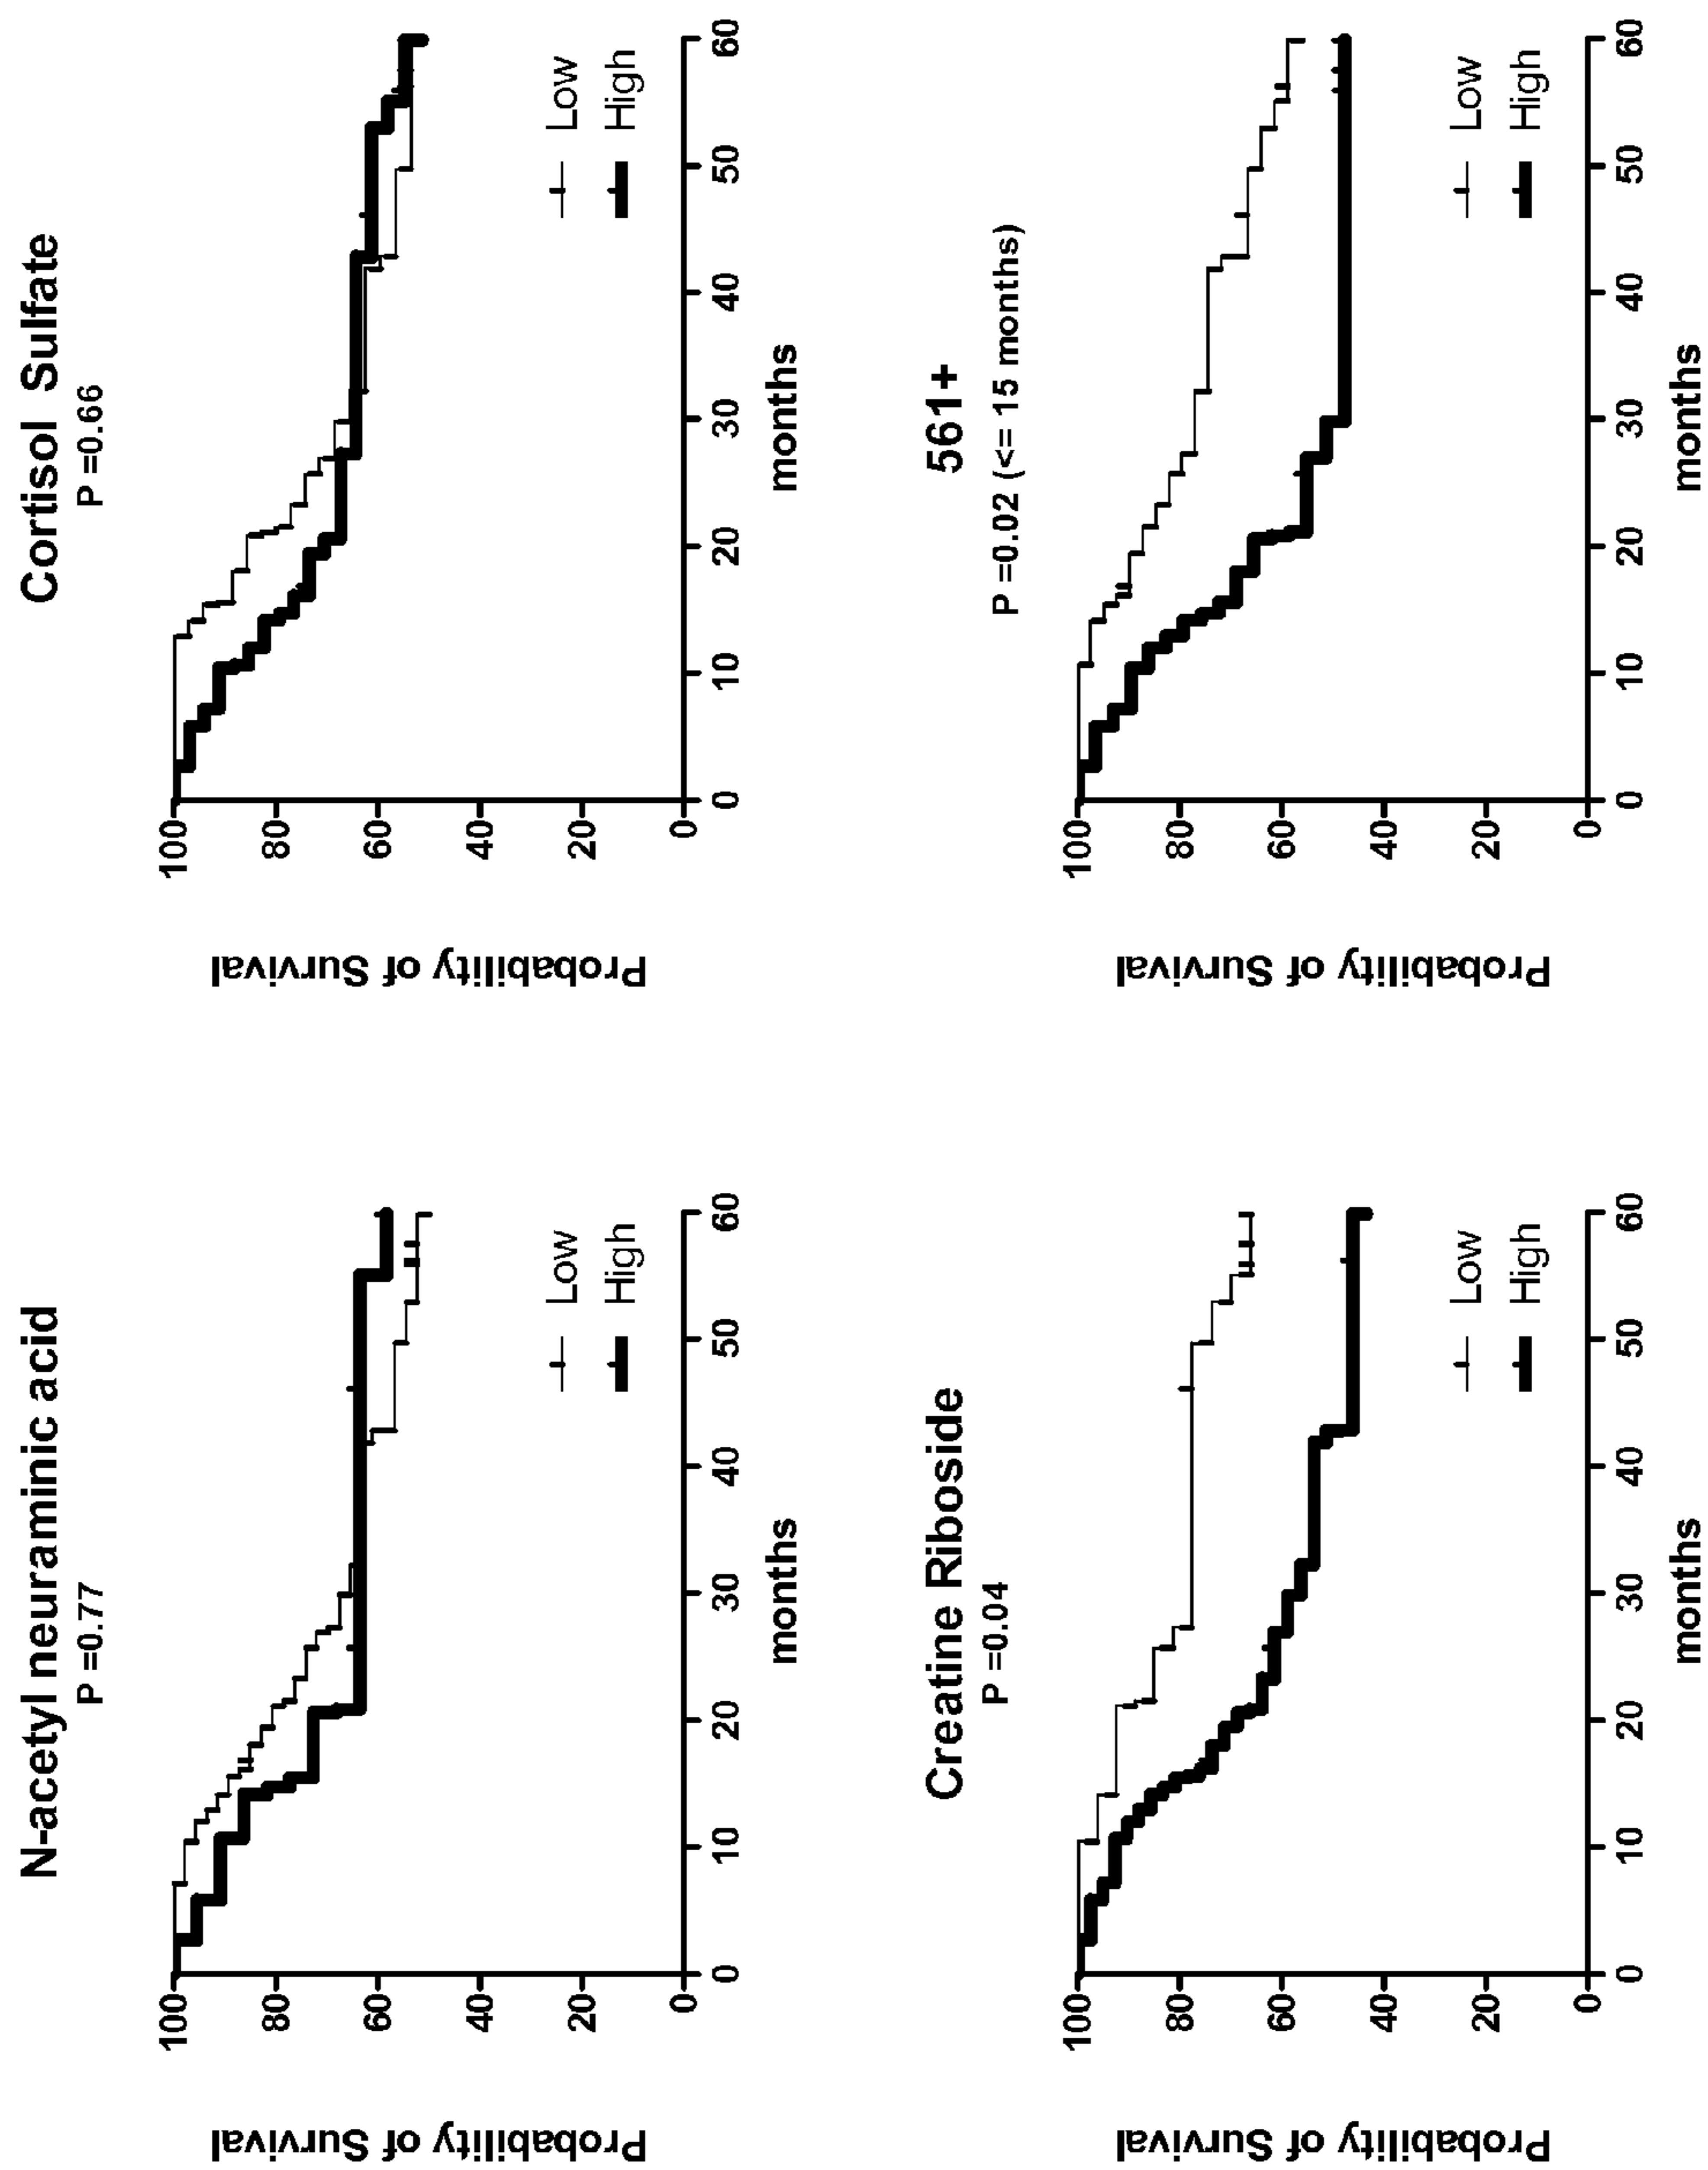 N-acetyl neuraminic acid
P =0.77
Probability of Survival
100
80
60
40
20
0
0 10 20 30 40 50 60
months
Low
High
Cortisol Sulfate
P =0.66
Probability of Survival
100
80
60
40
20
0
0 10 20 30 40 50 60
months
Low
High
Creatine Riboside
P =0.04
Probability of Survival
100
80
60
40
20
0
0 10 20 30 40 50 60
months
Low
High
561+
P =0.02 (<= 15 months)
Probability of Survival
100
80
60
40
20
0
0 10 20 30 40 50 60
months
Low
High